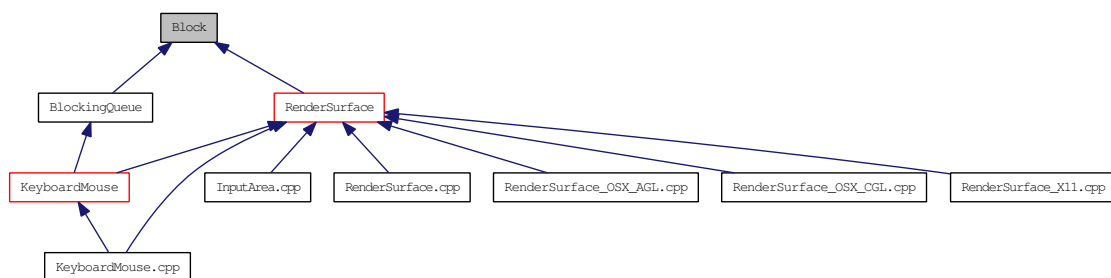 Block
BlockingQueue
RenderSurface
KeyboardMouse
InputArea.cpp
RenderSurface.cpp
RenderSurface_OSX_AGL.cpp
RenderSurface_OSX_CGL.cpp
RenderSurface_X11.cpp
KeyboardMouse.cpp